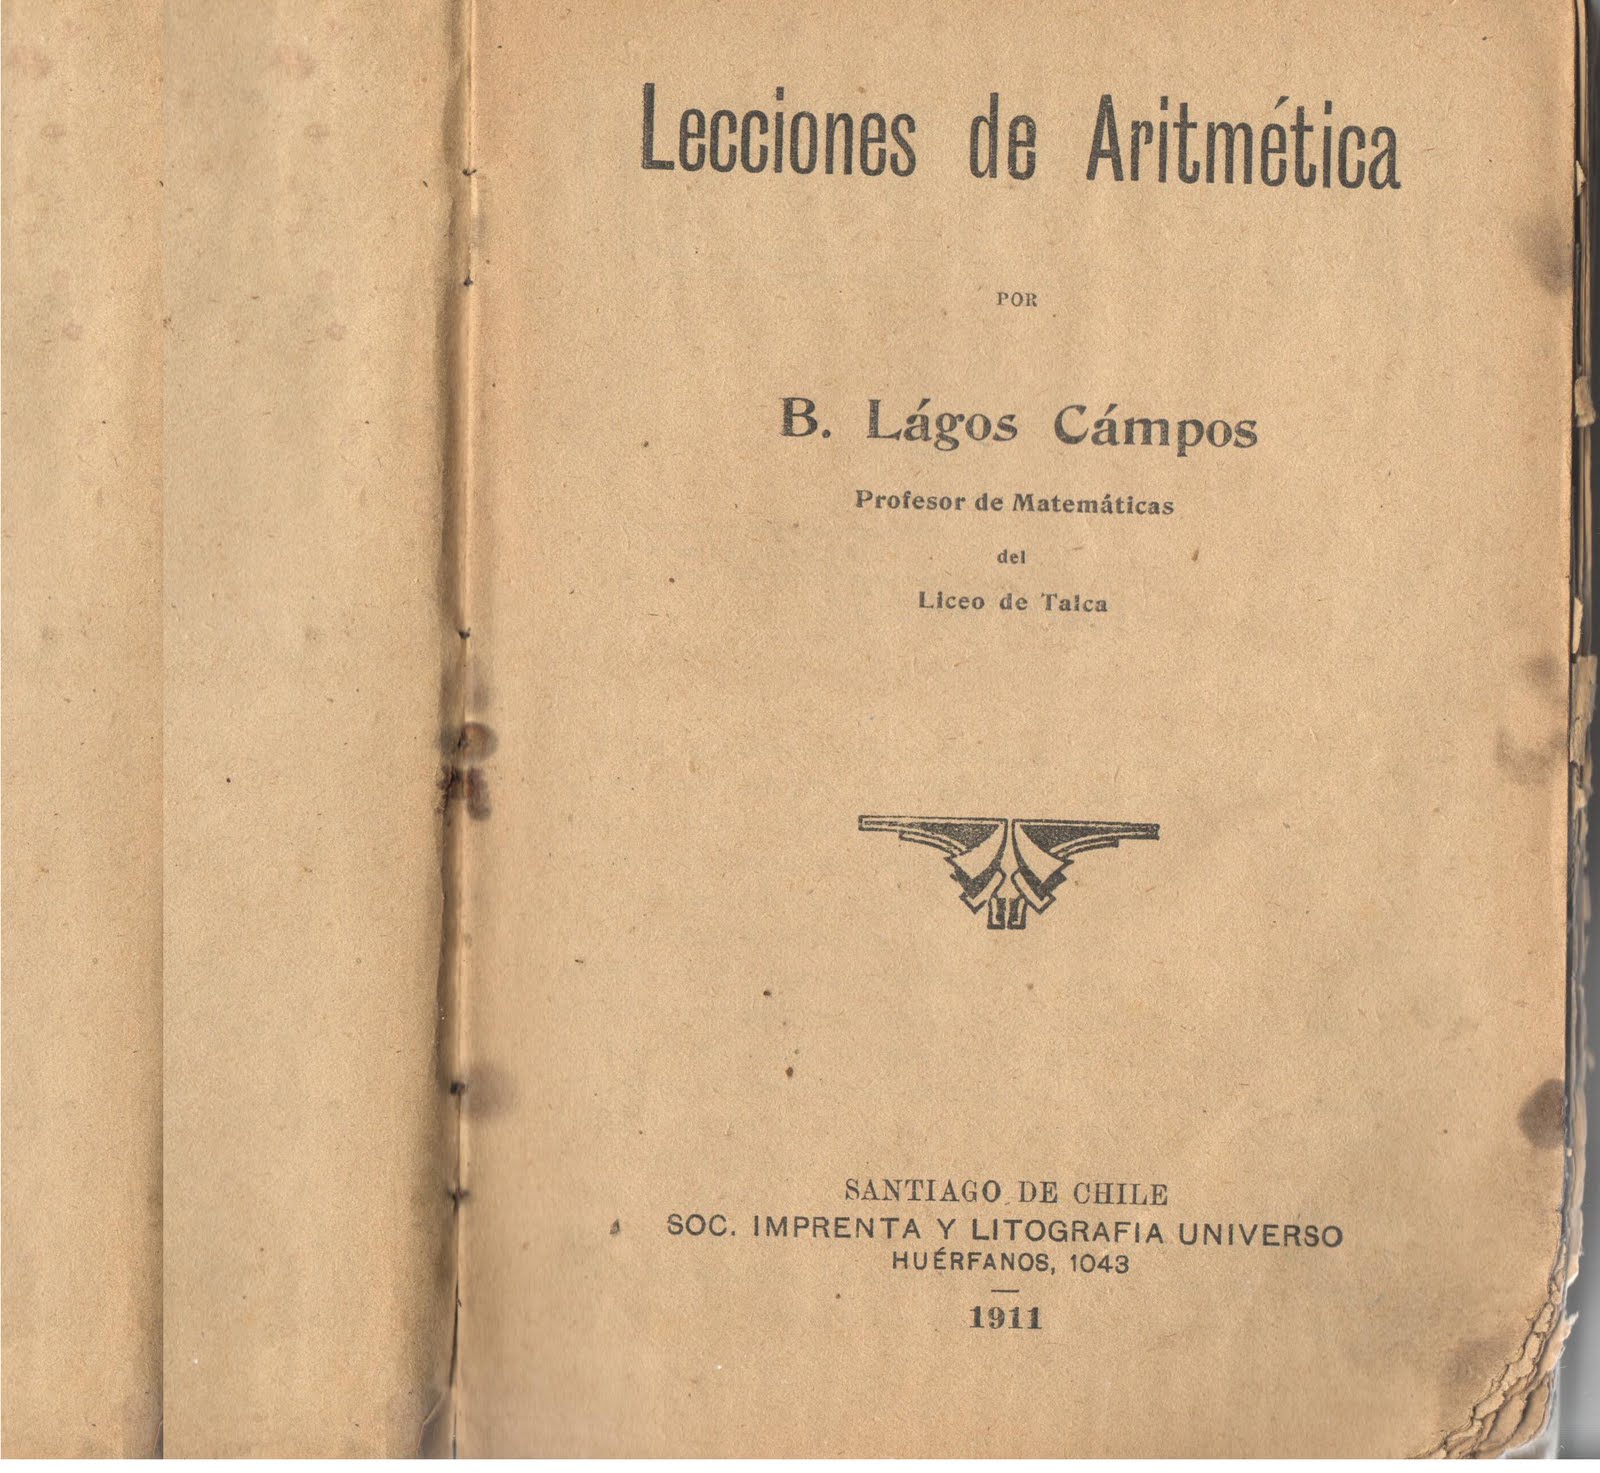 Lecciones de Aritmética
POR
B. Lágos Cámpos
Profesor de Matemáticas
del
Liceo de Talca
SANTIAGO DE CHILE
SOC. IMPRENTA Y LITOGRAFIA UNIVERSO
HUÉRFANOS, 1043
1911